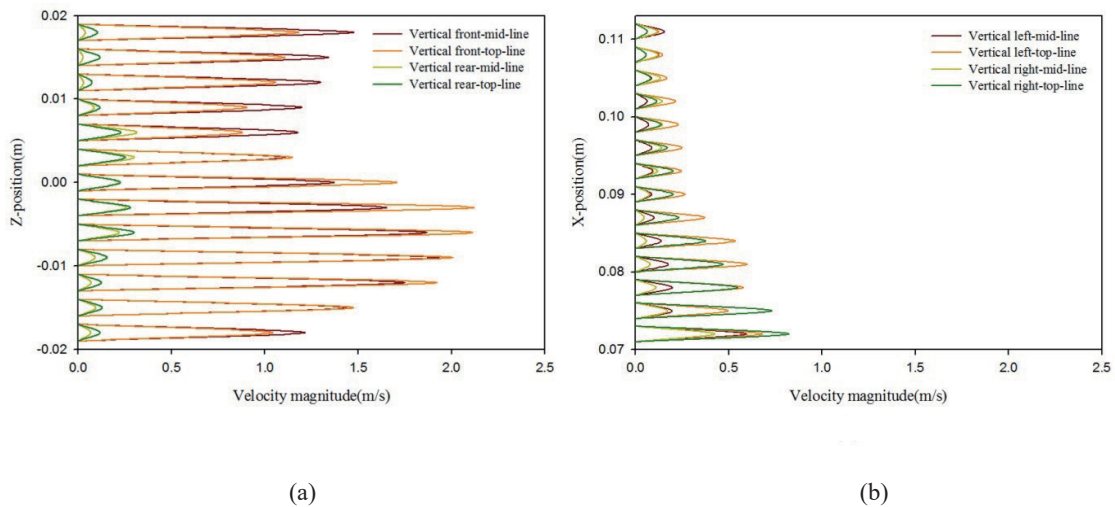 0.02
0.01
0.00
-0.01
-0.02
Z-position(m)
0.0
0.5
1.0
1.5
2.0
2.5
Velocity magnitude(m/s)
Vertical front-mid-line
Vertical front-top-line
Vertical rear-mid-line
Vertical rear-top-line
(a)
0.11
0.10
0.09
0.08
0.07
X-position(m)
0.0
0.5
1.0
1.5
2.0
2.5
Velocity magnitude(m/s)
Vertical left-mid-line
Vertical left-top-line
Vertical right-mid-line
Vertical right-top-line
(b)